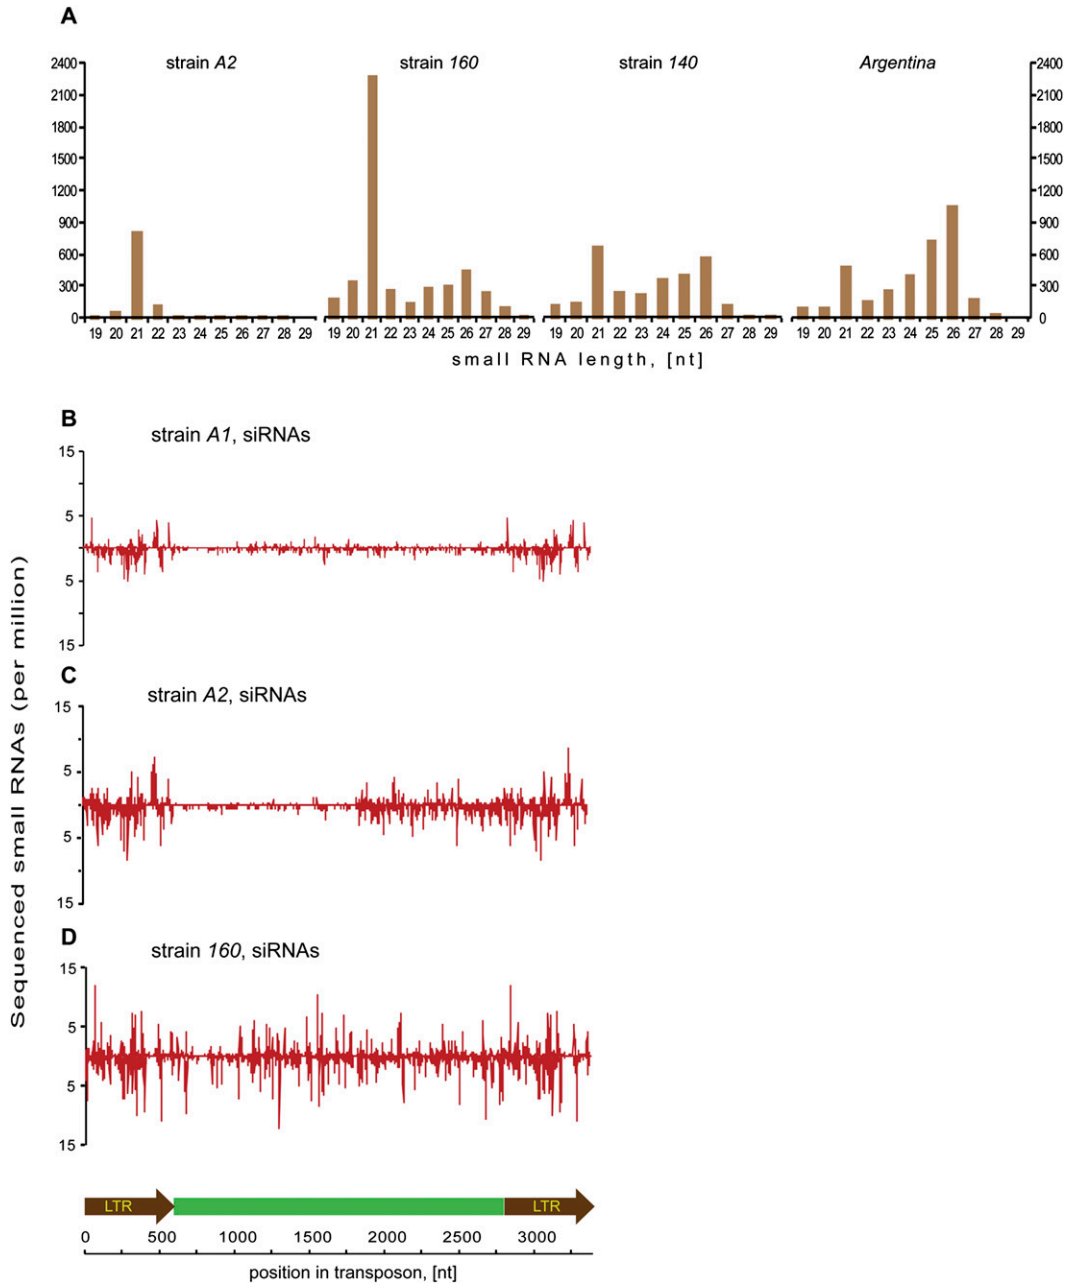 A
strain A2 strain 160 strain 140 Argentina
2400 2400
2100 2100
1800 1800
1500 1500
1200 1200
900 900
600 600
300 300
0 0
19 20 21 22 23 24 25 26 27 28 29 19 20 21 22 23 24 25 26 27 28 29 19 20 21 22 23 24 25 26 27 28 29 19 20 21 22 23 24 25 26 27 28 29
small RNA length, [nt]
Sequenced small RNAs (per million)
B
strain A1, siRNAs
15
5
5
15
C
strain A2, siRNAs
15
5
5
15
D
strain 160, siRNAs
15
5
5
15
LTR LTR
0 500 1000 1500 2000 2500 3000
position in transposon, [nt]